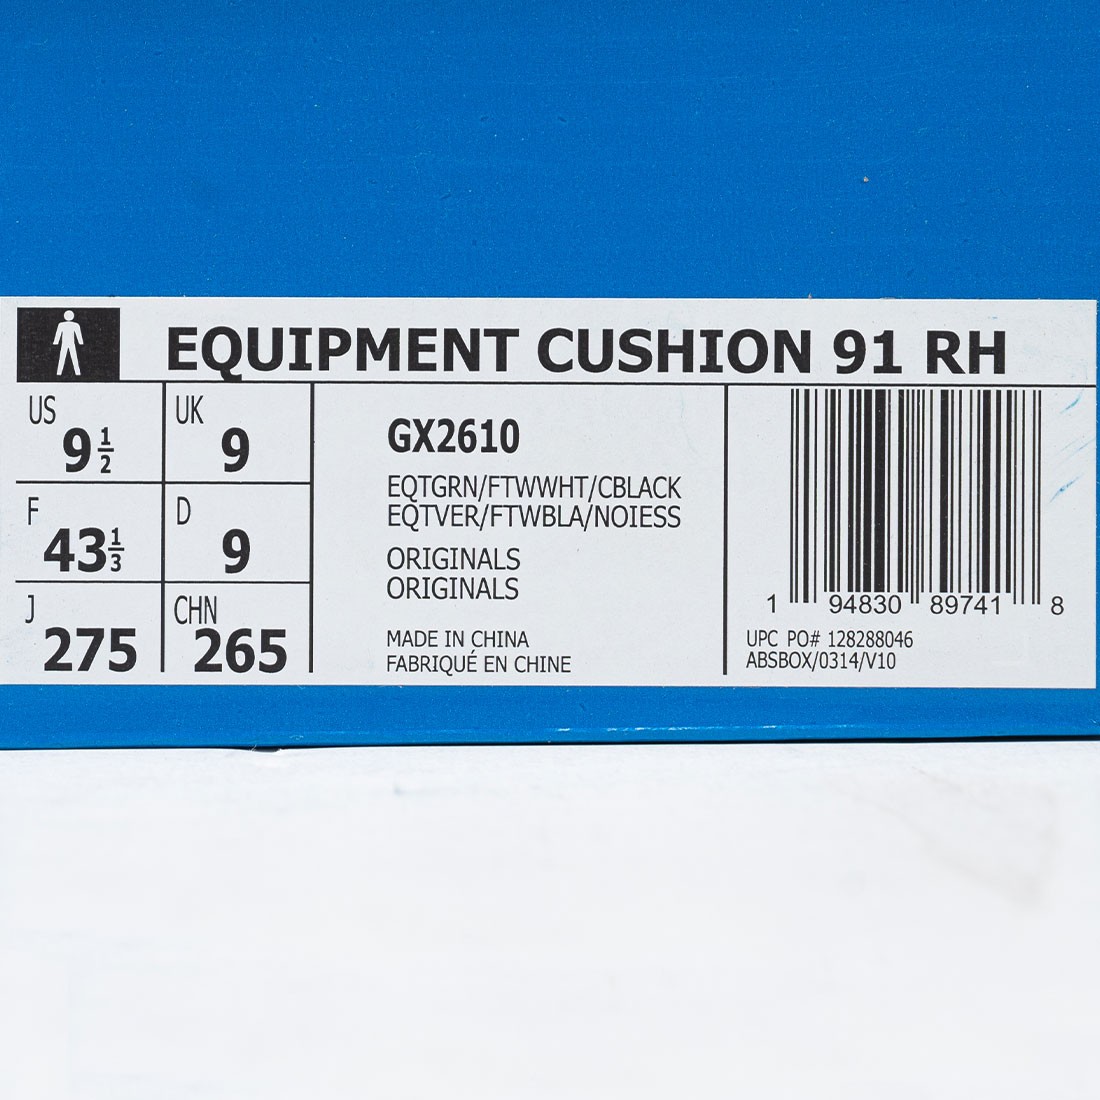 EQUIPMENT CUSHION 91 RH
US 9 1/2
UK 9
F 43 1/3
D 9
J 275
CHN 265
GX2610
EQTGRN/FTWWHT/CBLACK
EQTVER/FTWBLA/NOIESS
ORIGINALS
ORIGINALS
MADE IN CHINA
FABRIQUÉ EN CHINE
1 94830 89741 8
UPC PO# 128288046
ABSBOX/0314/V10